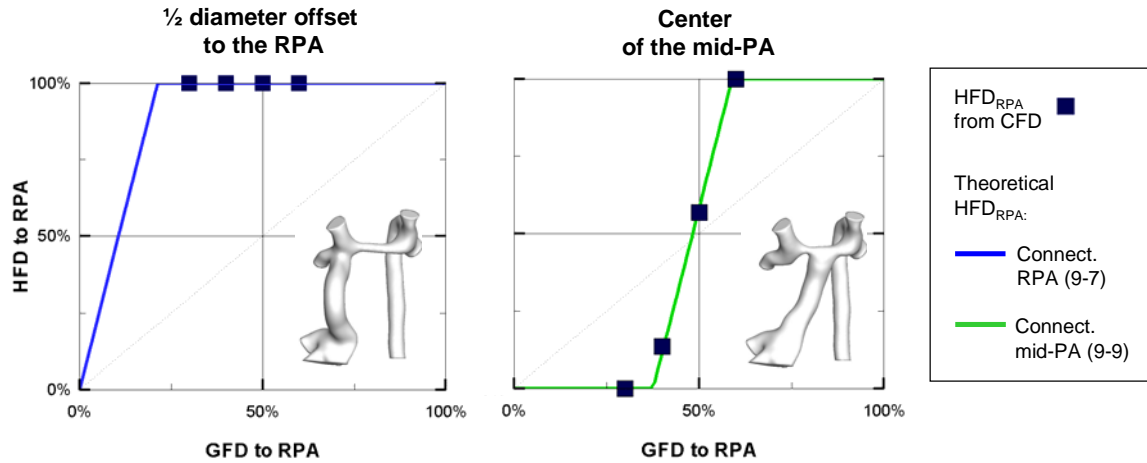 ½ diameter offset
to the RPA
Center
of the mid-PA
100%
50%
0%
HFD to RPA
0%
50%
100%
GFD to RPA
0%
50%
100%
GFD to RPA
HFD_RPA
from CFD
Theoretical
HFD_RPA:
Connect.
RPA (9-7)
Connect.
mid-PA (9-9)